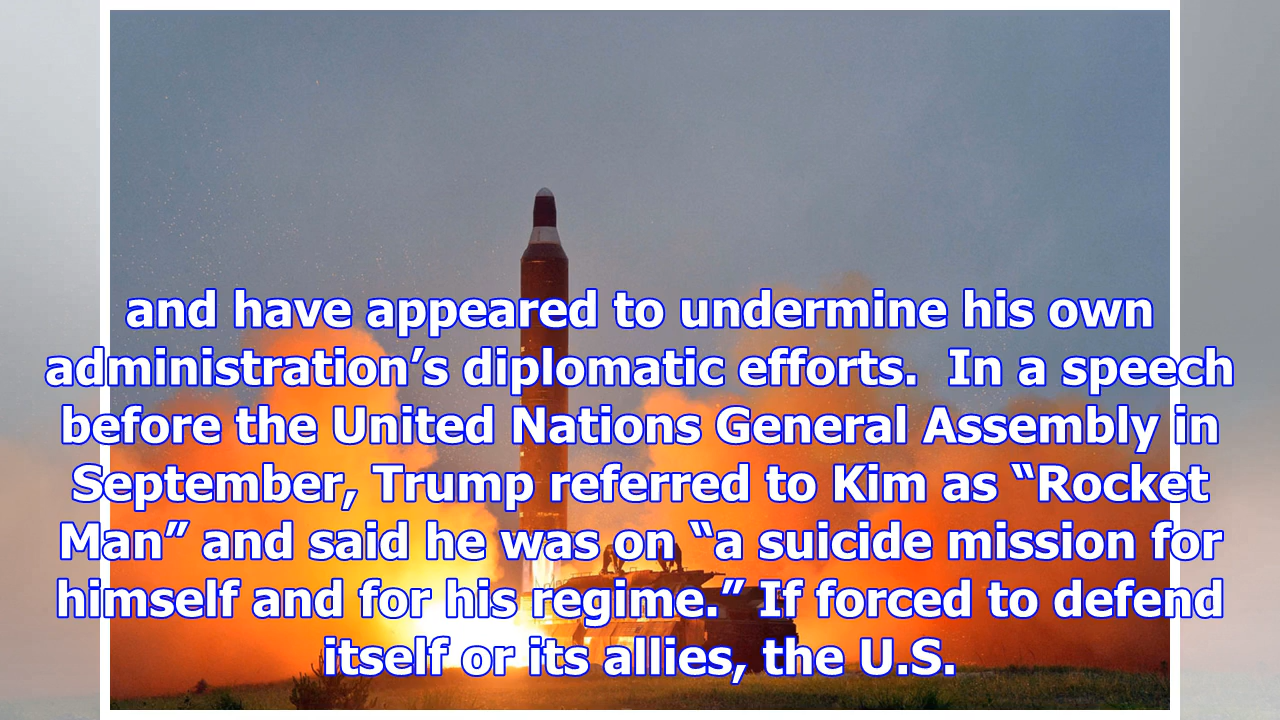 and have appeared to undermine his own
administration’s diplomatic efforts.  In a speech
before the United Nations General Assembly in
September, Trump referred to Kim as “Rocket
Man” and said he was on “a suicide mission for
himself and for his regime.” If forced to defend
itself or its allies, the U.S.